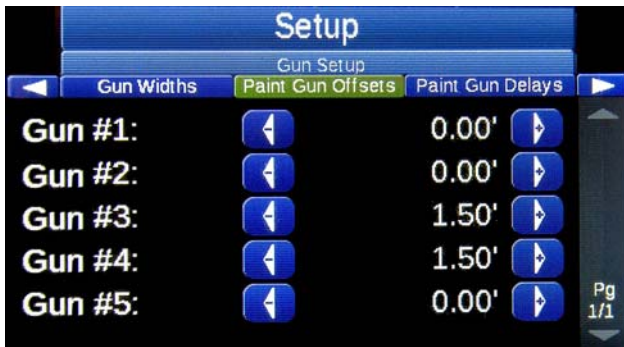 Setup
Gun Setup
Gun Widths Paint Gun Offsets Paint Gun Delays
Gun #1: - 0.00' +
Gun #2: - 0.00' +
Gun #3: - 1.50' +
Gun #4: - 1.50' +
Gun #5: - 0.00' +
Pg
1/1